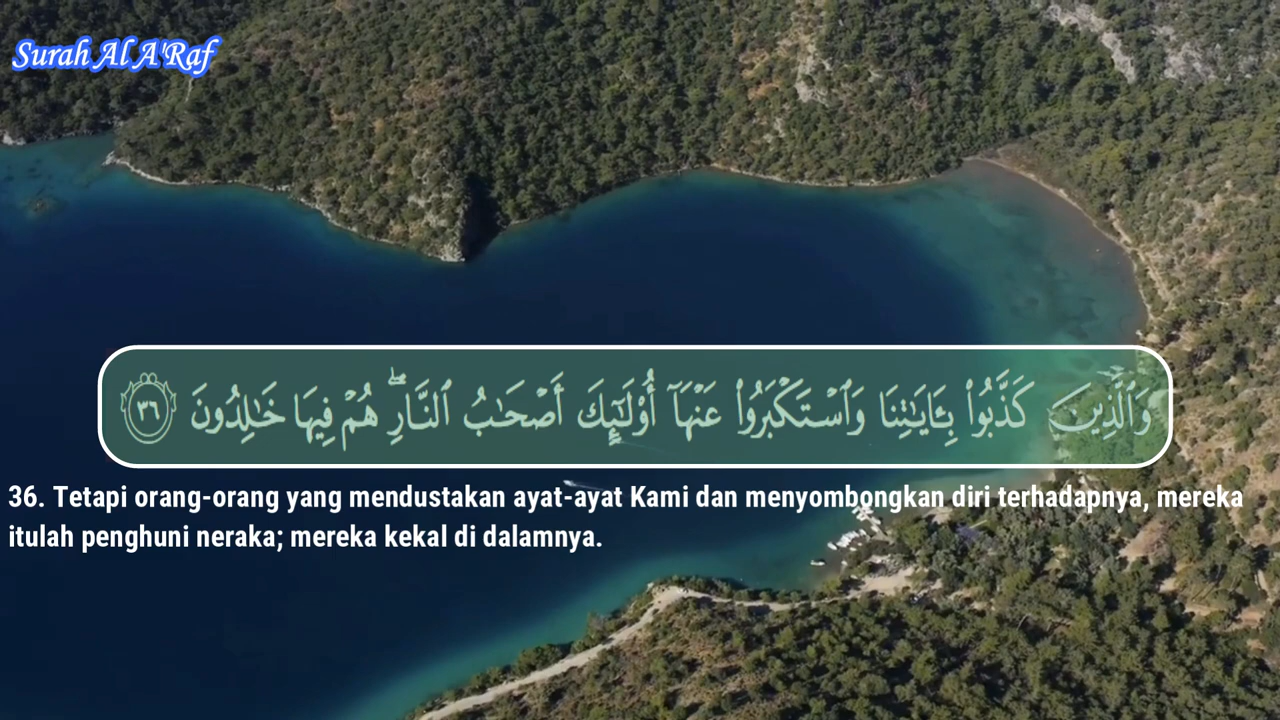 Surah Al A'Raf
وَٱلَّذِينَ كَذَّبُوا۟ بِـَٔايَـٰتِنَا وَٱسْتَكْبَرُوا۟ عَنْهَآ أُو۟لَـٰٓئِكَ أَصْحَـٰبُ ٱلنَّارِ ۖ هُمْ فِيهَا خَـٰلِدُونَ ٣٦
36. Tetapi orang-orang yang mendustakan ayat-ayat Kami dan menyombongkan diri terhadapnya, mereka
itulah penghuni neraka; mereka kekal di dalamnya.